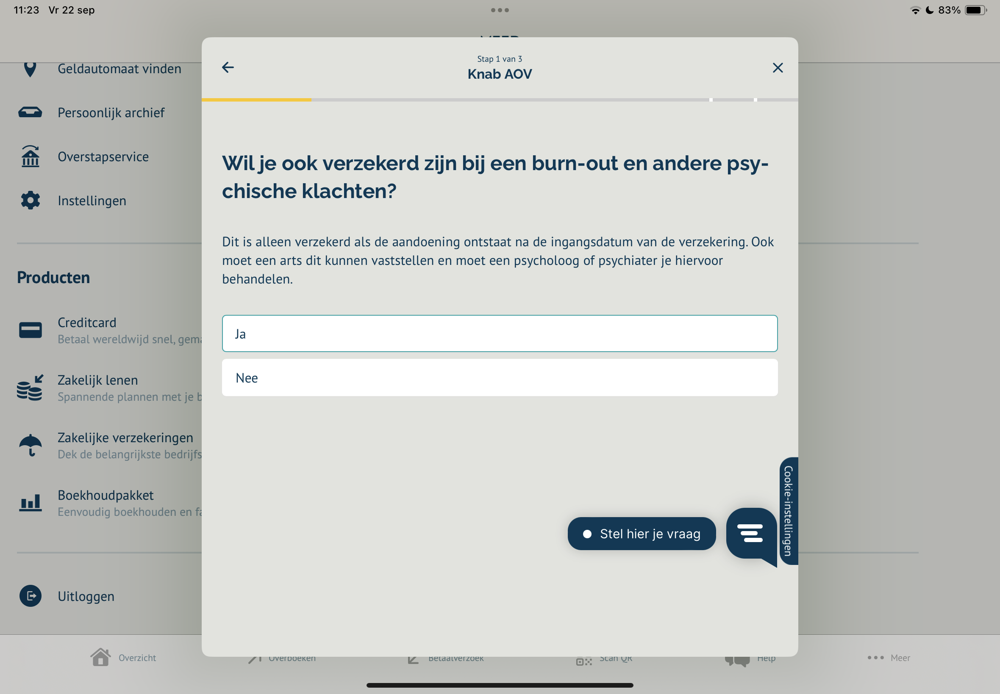 11:23 Vr 22 sep
83%
Geldautomaat vinden
Persoonlijk archief
Overstapservice
Instellingen
Producten
Creditcard
Betaal wereldwijd snel,
Zakelijk lenen
Spannende plannen met je
Zakelijke verzekeringen
Dek de belangrijkste
Boekhoudpakket
Eenvoudig boekhouden en
Uitloggen
Stap 1 van 3
Knab AOV
Wil je ook verzekerd zijn bij een burn-out en andere psy-
chische klachten?
Dit is alleen verzekerd als de aandoening ontstaat na de ingangsdatum van de verzekering. Ook
moet een arts dit kunnen vaststellen en moet een psycholoog of psychiater je hiervoor
behandelen.
Ja
Nee
Cookie-instellingen
Stel hier je vraag
Overzicht
Overboeken
Betaalverzoek
Scan QR
Help
Meer